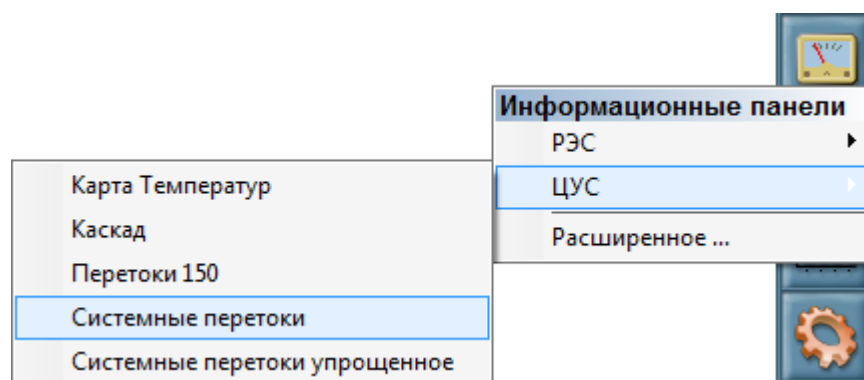 Информационные панели
РЭС
ЦУС
Расширенное ...
Карта Температур
Каскад
Перетоки 150
Системные перетоки
Системные перетоки упрощенное